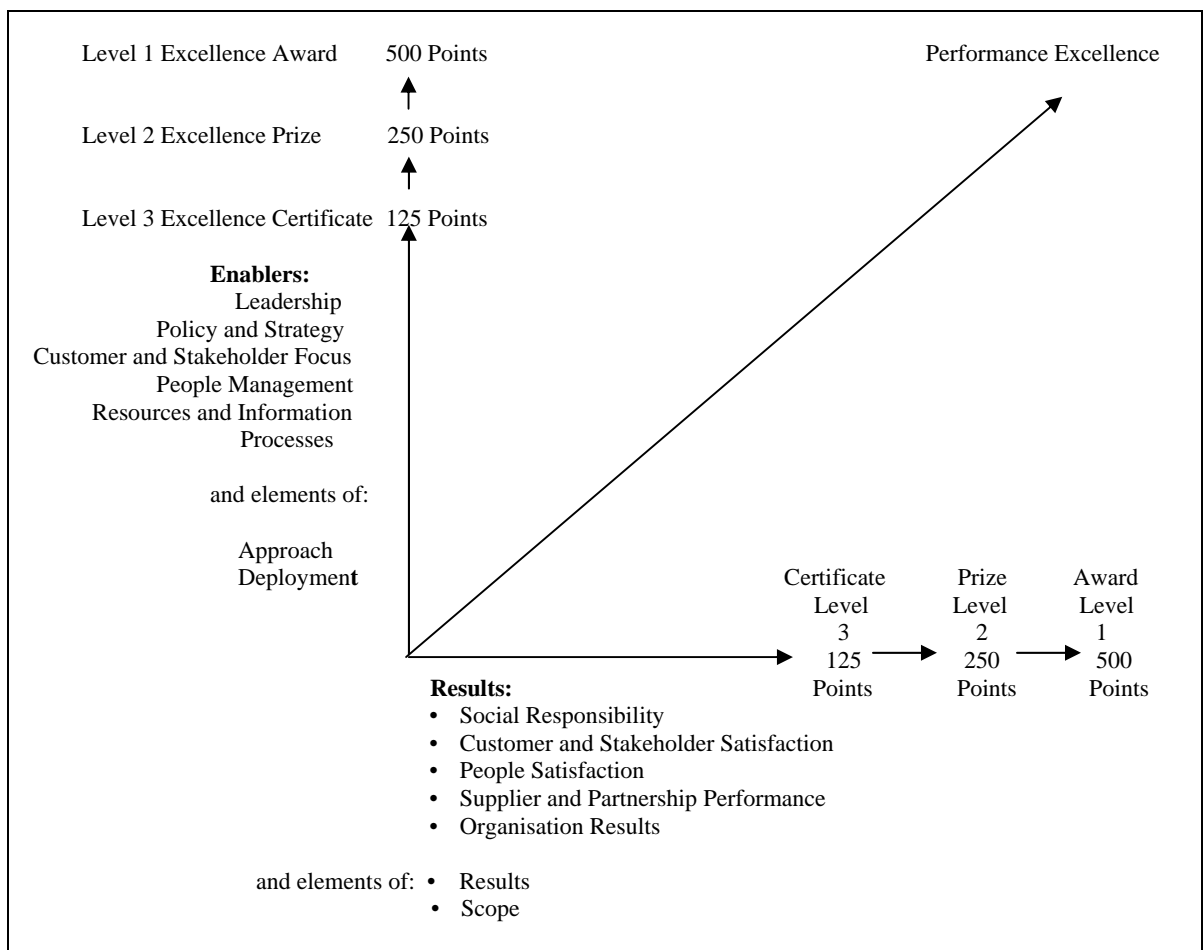 Level 1 Excellence Award 500 Points
Performance Excellence
Level 2 Excellence Prize 250 Points
Level 3 Excellence Certificate 125 Points
Enablers:
Leadership
Policy and Strategy
Customer and Stakeholder Focus
People Management
Resources and Information
Processes
and elements of:
Approach
Deployment
Certificate
Level
3
125
Points
Prize
Level
2
250
Points
Award
Level
1
500
Points
Results:
• Social Responsibility
• Customer and Stakeholder Satisfaction
• People Satisfaction
• Supplier and Partnership Performance
• Organisation Results
and elements of: • Results
• Scope